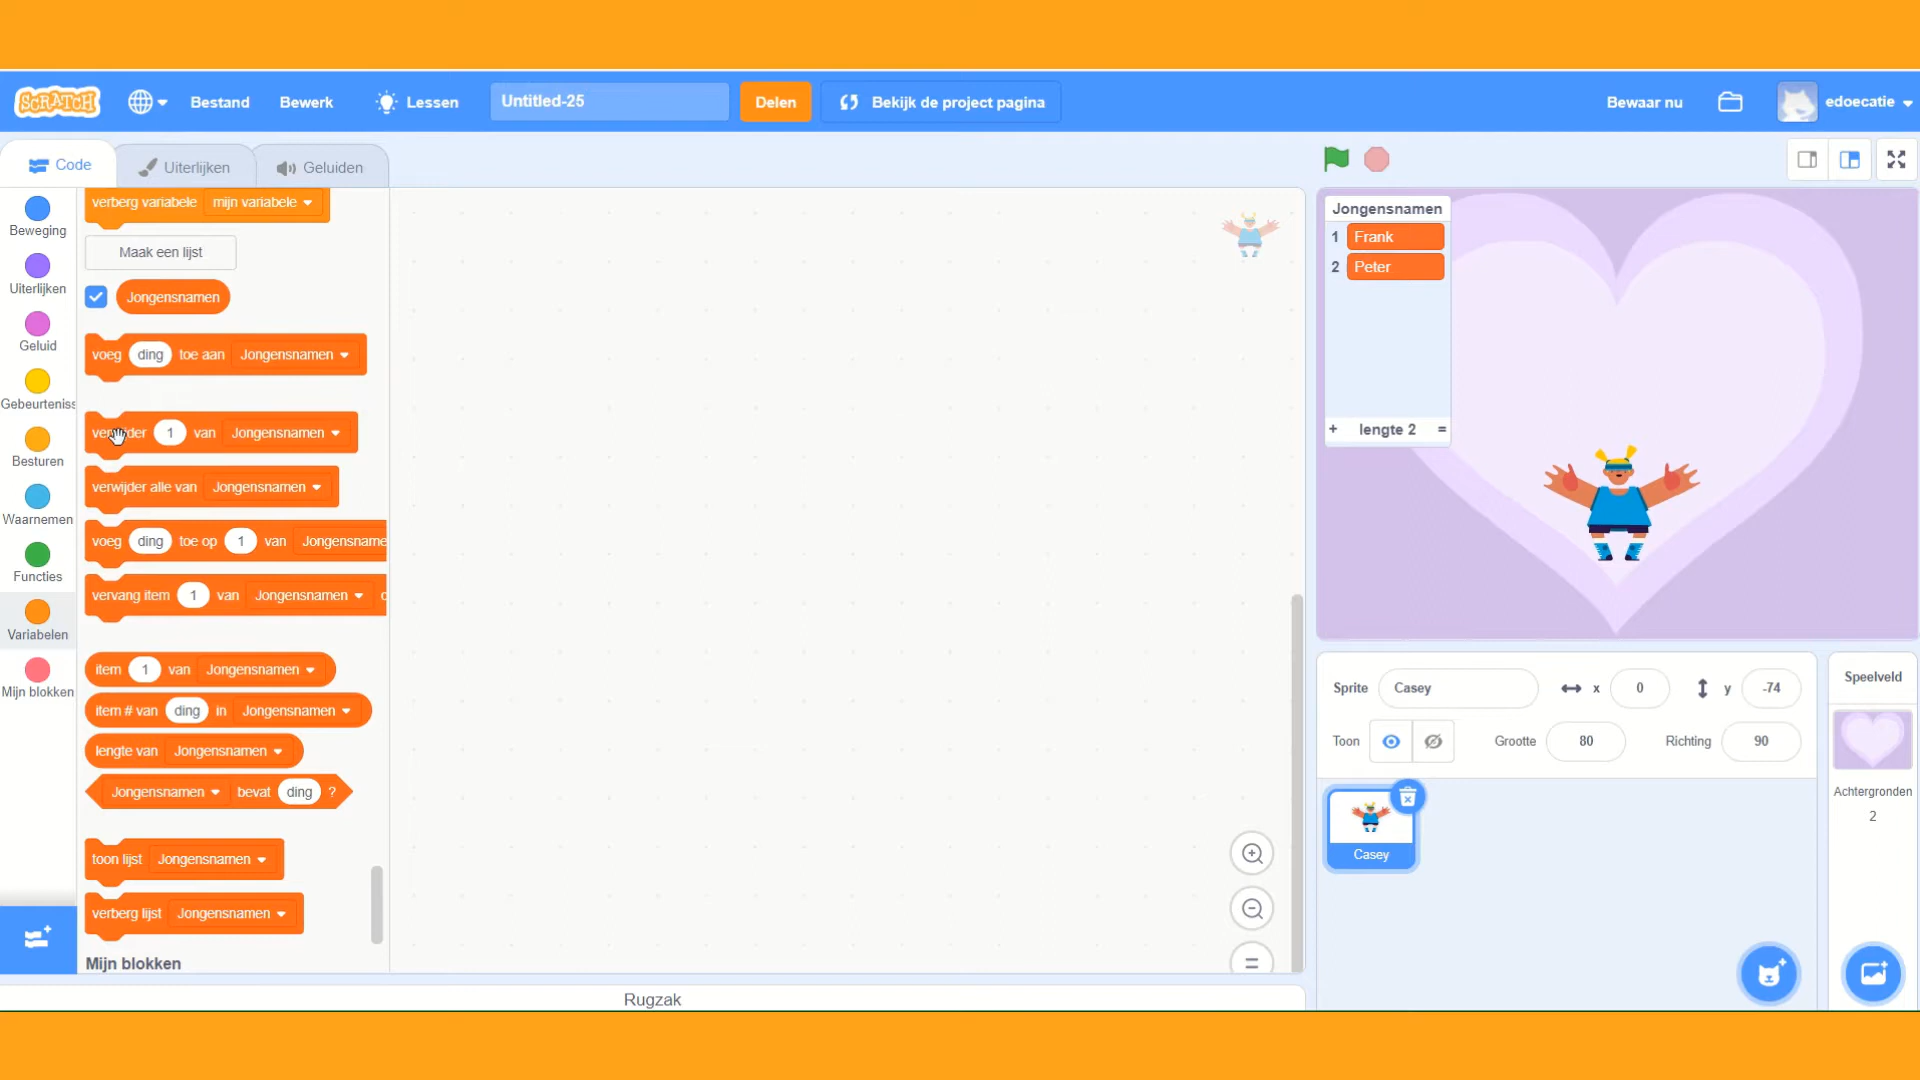 SCRATCH Bestand Bewerk Lessen Untitled-25 Delen Bekijk de project pagina Bewaar nu edoecatie
Code Uiterlijken Geluiden
Beweging
Uiterlijken
Geluid
Gebeurteniss
Besturen
Waarnemen
Functies
Variabelen
Mijn blokken
verberg variabele mijn variabele
Maak een lijst
Jongensnamen
voeg ding toe aan Jongensnamen
verwijder 1 van Jongensnamen
verwijder alle van Jongensnamen
voeg ding toe op 1 van Jongensname
vervang item 1 van Jongensnamen
item 1 van Jongensnamen
item # van ding in Jongensnamen
lengte van Jongensnamen
Jongensnamen bevat ding ?
toon lijst Jongensnamen
verberg lijst Jongensnamen
Mijn blokken
Rugzak
Jongensnamen
1 Frank
2 Peter
+ lengte 2 =
Sprite Casey x 0 y -74
Toon Grootte 80 Richting 90
Casey
Speelveld
Achtergronden
2